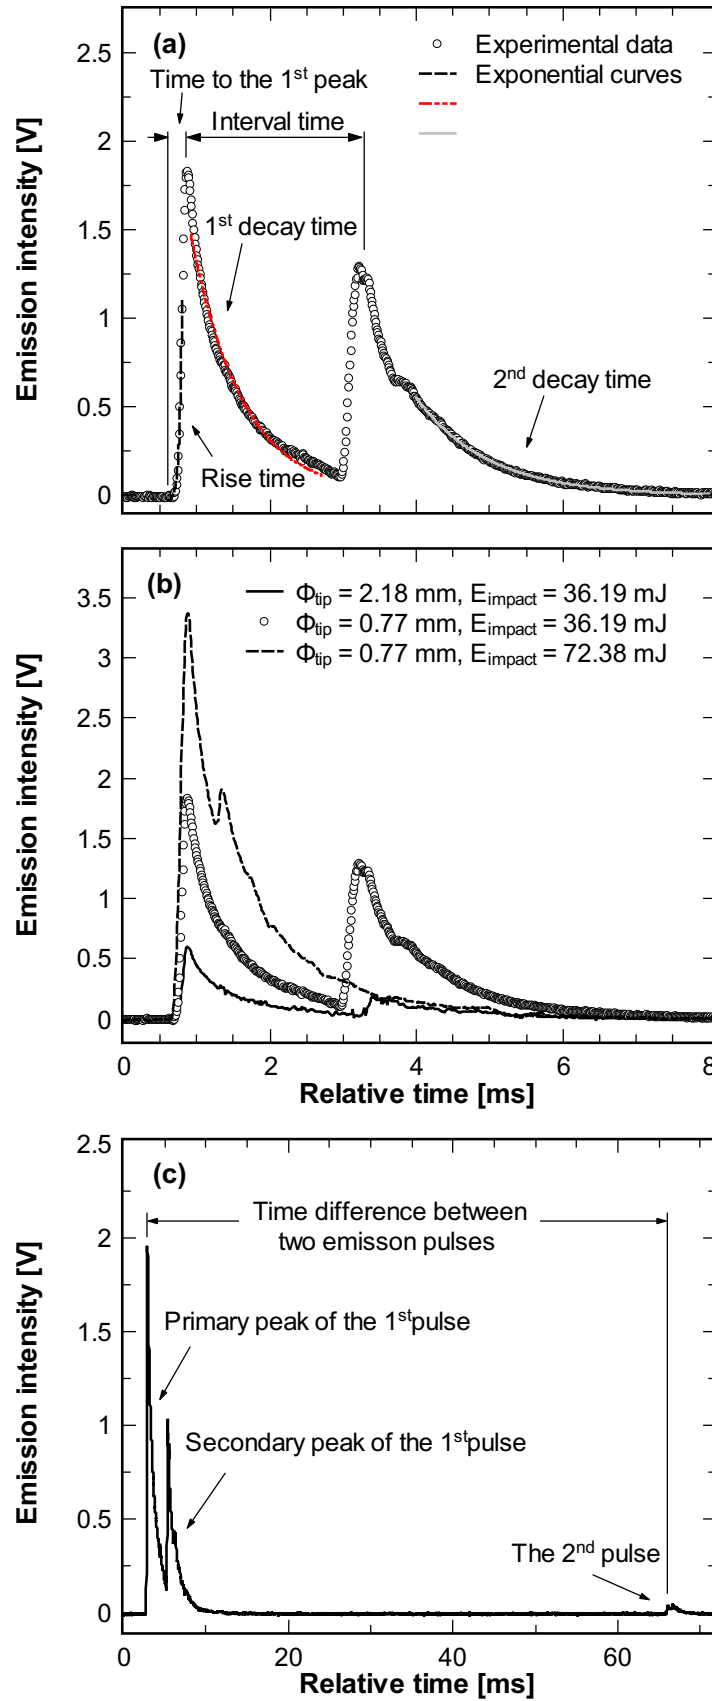 (a)
Experimental data
Exponential curves
Time to the 1st peak
Interval time
1st decay time
2nd decay time
Rise time
Emission intensity [V]
2.5
2
1.5
1
0.5
0
(b)
Φtip = 2.18 mm, Eimpact = 36.19 mJ
Φtip = 0.77 mm, Eimpact = 36.19 mJ
Φtip = 0.77 mm, Eimpact = 72.38 mJ
Emission intensity [V]
3.5
3
2.5
2
1.5
1
0.5
0
0 2 4 6 8
Relative time [ms]
(c)
Time difference between
two emisson pulses
Primary peak of the 1stpulse
Secondary peak of the 1stpulse
The 2nd pulse
Emission intensity [V]
2.5
2
1.5
1
0.5
0
0 20 40 60
Relative time [ms]